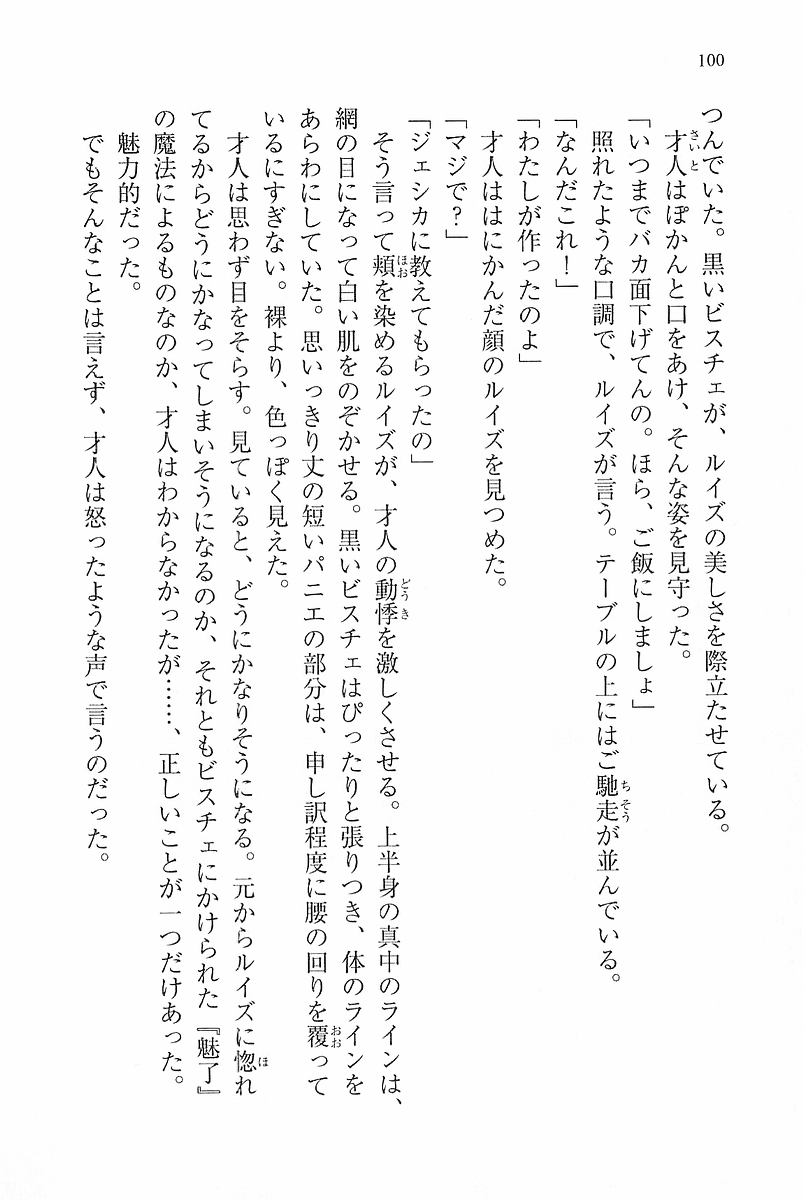 100
つんでいた。黒いビスチェが、ルイズの美しさを際立たせている。
才人はぽかんと口をあけ、そんな姿を見守った。
「いつまでバカ面下げてんの。ほら、ご飯にしましょ」
照れたような口調で、ルイズが言う。テーブルの上にはご馳走が並んでいる。
「なんだこれ！」
「わたしが作ったのよ」
才人ははにかんだ顔のルイズを見つめた。
「マジで？」
「ジェシカに教えてもらったの」
そう言って頬を染めるルイズが、才人の動悸を激しくさせる。上半身の真中のラインは、
網の目になって白い肌をのぞかせる。黒いビスチェはぴったりと張りつき、体のラインを
あらわにしていた。思いっきり丈の短いパニエの部分は、申し訳程度に腰の回りを覆って
いるにすぎない。裸より、色っぽく見えた。
才人は思わず目をそらす。見ていると、どうにかなりそうになる。元からルイズに惚れ
てるからどうにかなってしまいそうになるのか、それともビスチェにかけられた『魅了』
の魔法によるものなのか、才人はわからなかったが……、正しいことが一つだけあった。
魅力的だった。
でもそんなことは言えず、才人は怒ったような声で言うのだった。